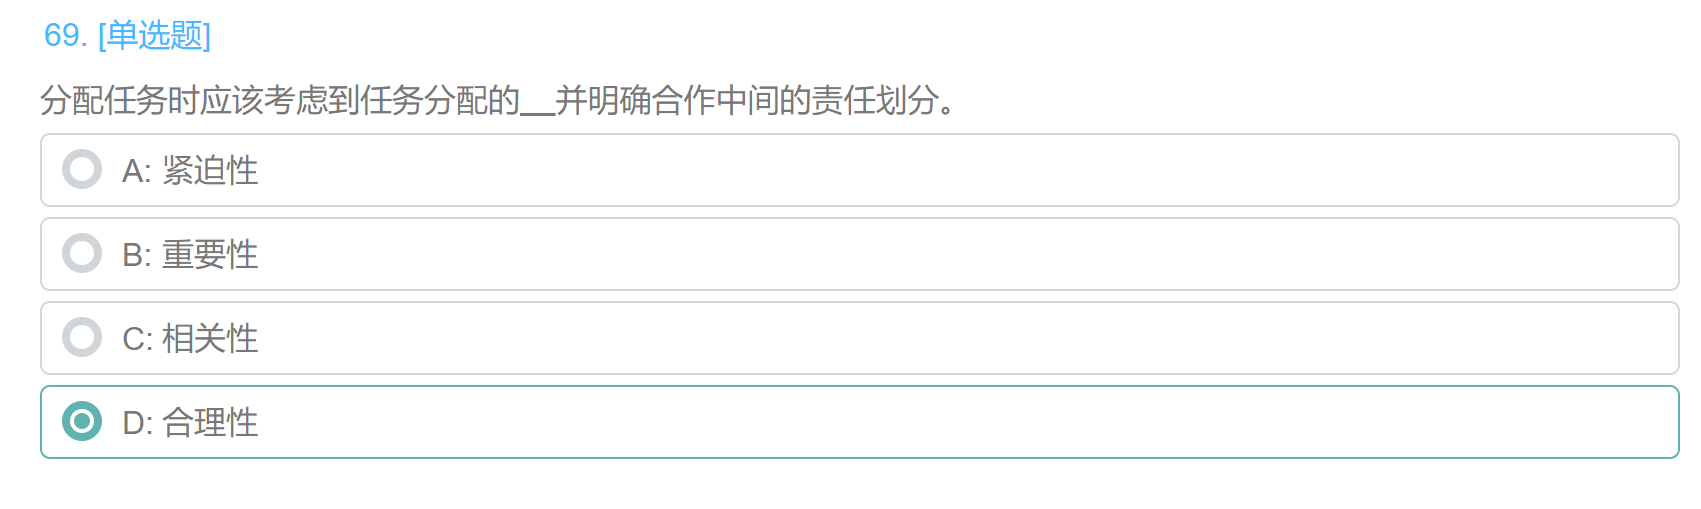 69. [单选题]
分配任务时应该考虑到任务分配的__并明确合作中间的责任划分。
A: 紧迫性
B: 重要性
C: 相关性
D: 合理性